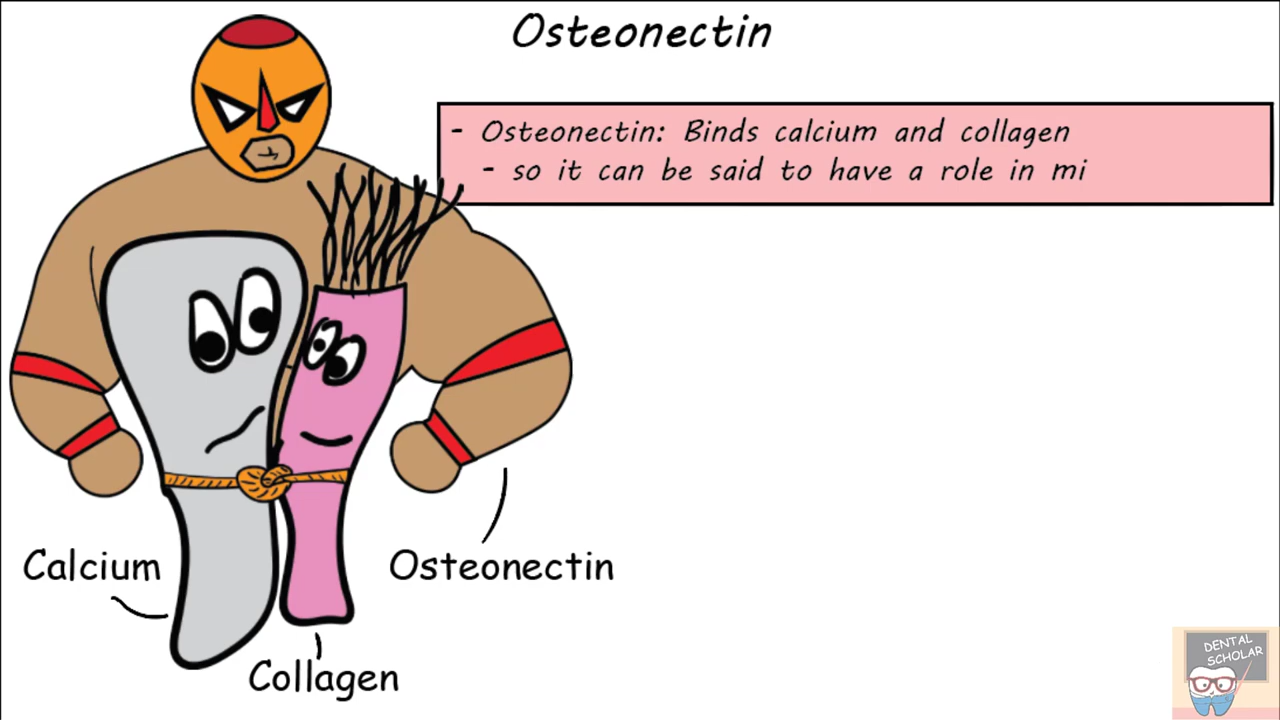 Osteonectin
- Osteonectin: Binds calcium and collagen
- so it can be said to have a role in mi
Calcium
Osteonectin
Collagen
DENTAL
SCHOLAR